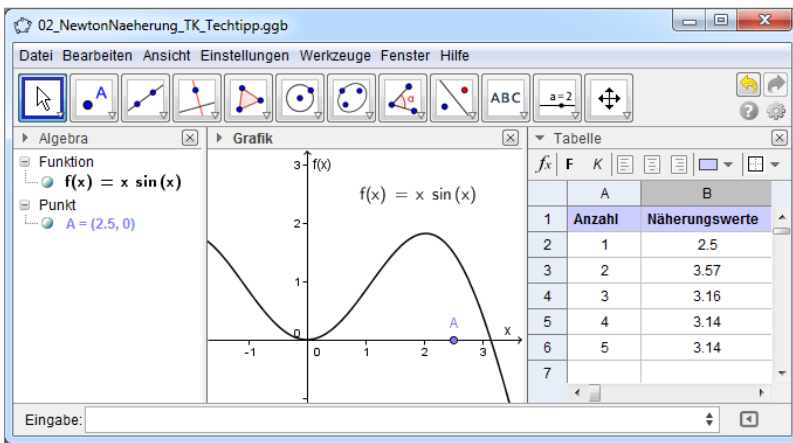 02_NewtonNaeherung_TK_Techtipp.ggb
Datei Bearbeiten Ansicht Einstellungen Werkzeuge Fenster Hilfe
A
α
ABC
a=2
Algebra
Funktion
f(x) = x sin(x)
Punkt
A = (2.5, 0)
Grafik
3
f(x)
f(x) = x sin(x)
2
1
A
x
0
-1
0
1
2
3
Tabelle
fx F K
A B
1 Anzahl Näherungswerte
2 1 2.5
3 2 3.57
4 3 3.16
5 4 3.14
6 5 3.14
7
Eingabe: